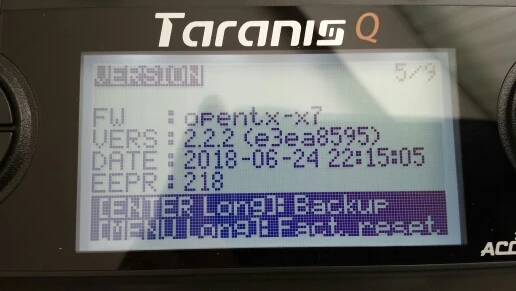 Taranis Q
VERSION 5/9
FW : opentx-x7
VERS : 2.2.2 (e3ea8595)
DATE : 2018-06-24 22:15:05
EEPR : 218
[ENTER Long]: Backup
[MENU Long]: Fact. reset